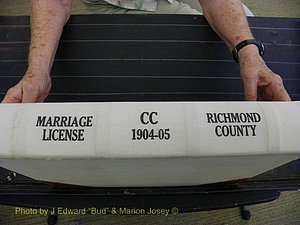 MARRIAGE
LICENSE
CC
1904-05
RICHMOND
COUNTY
Photo by J Edward "Bud" & Marion Josey ©